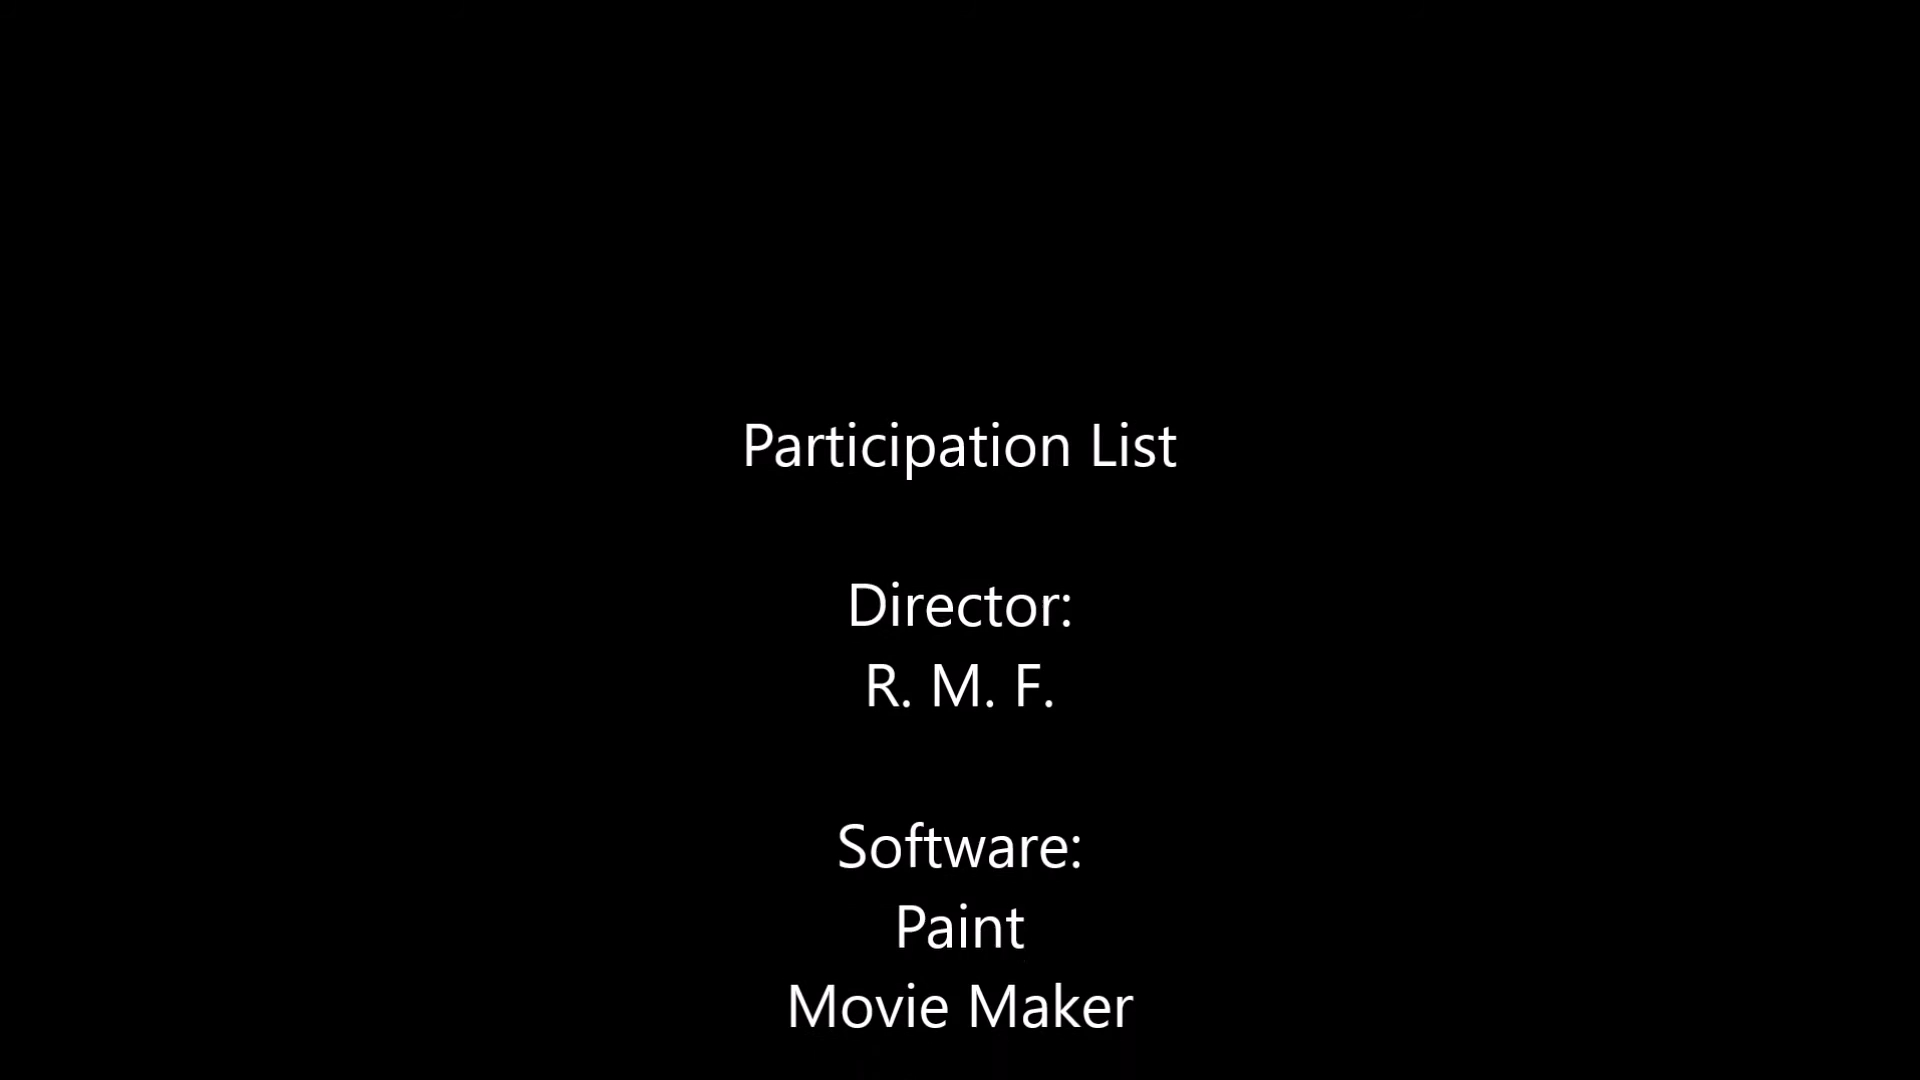 Participation List
Director:
R. M. F.
Software:
Paint
Movie Maker